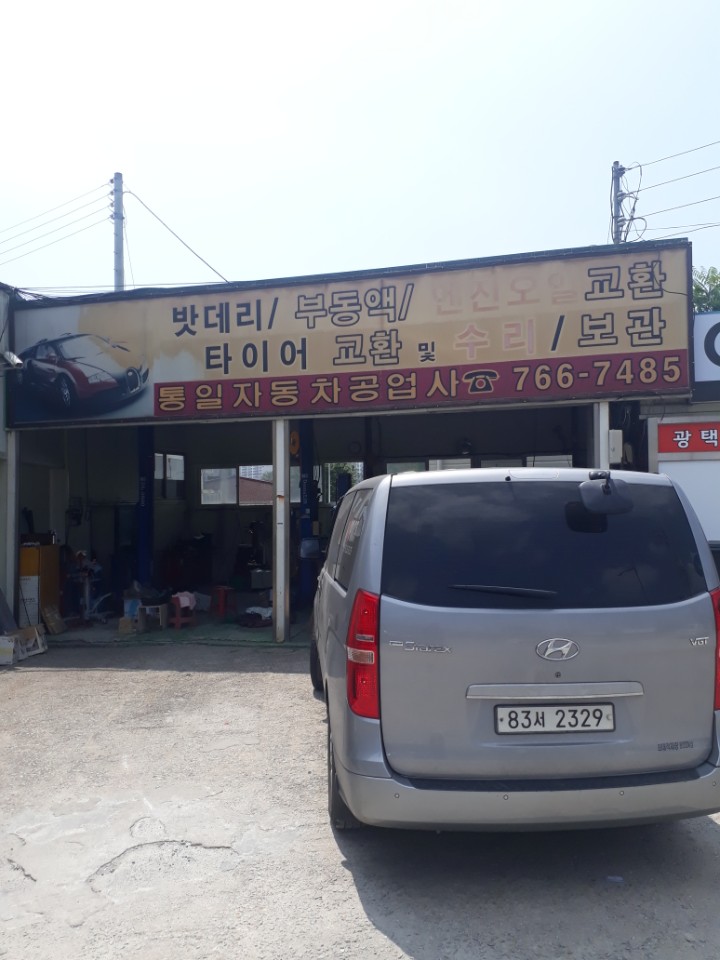 밧데리/ 부동액/ 엔진오일교환
타이어 교환 및 수리/보관
통일자동차공업사☎ 766-7485
광택
Starex
VGT
83서 2329